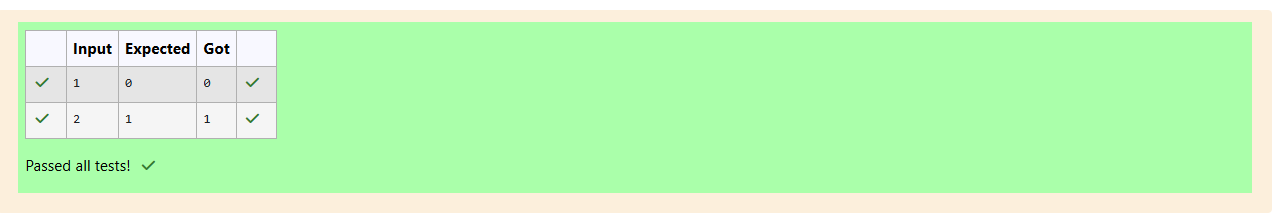 Input Expected Got
1 0 0
2 1 1
Passed all tests!